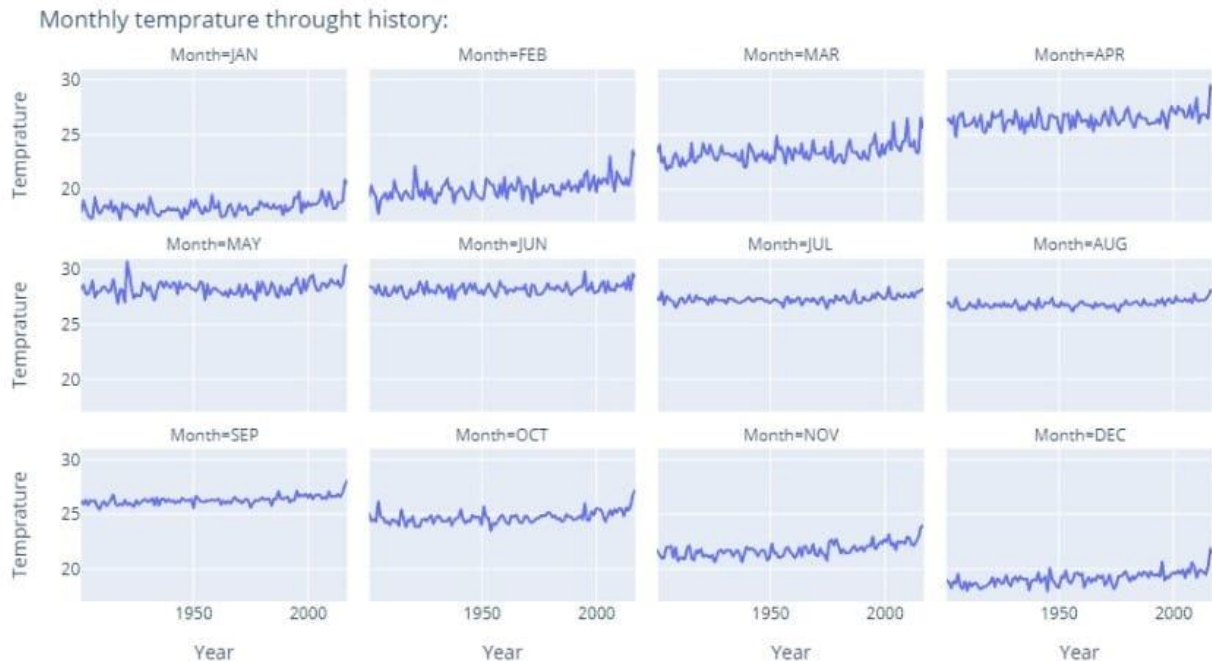 Monthly temprature throught history:
Month=JAN Month=FEB Month=MAR Month=APR
30
25
20
Temprature
Month=MAY Month=JUN Month=JUL Month=AUG
30
25
20
Temprature
Month=SEP Month=OCT Month=NOV Month=DEC
30
25
20
Temprature
1950 2000 1950 2000 1950 2000 1950 2000
Year Year Year Year